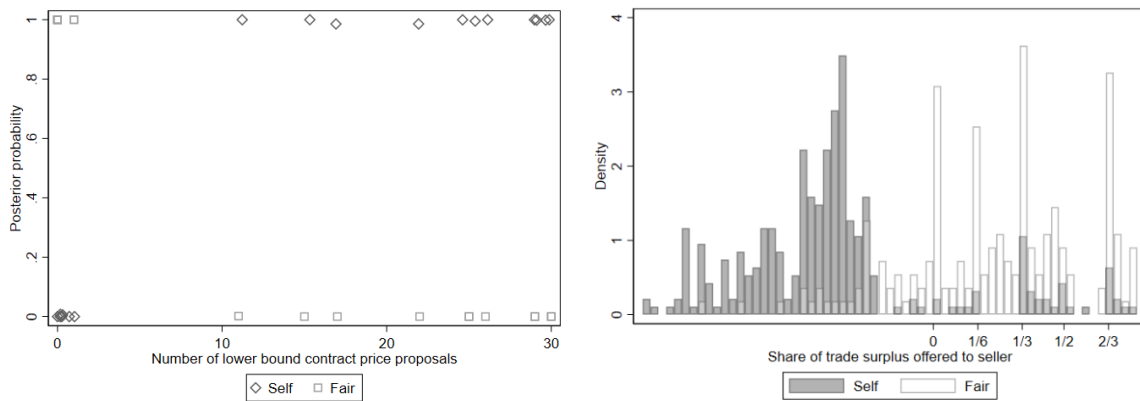 Posterior probability
1
.8
.6
.4
.2
0
0 10 20 30
Number of lower bound contract price proposals
Self Fair
Density
4
3
2
1
0
0 1/6 1/3 1/2 2/3
Share of trade surplus offered to seller
Self Fair